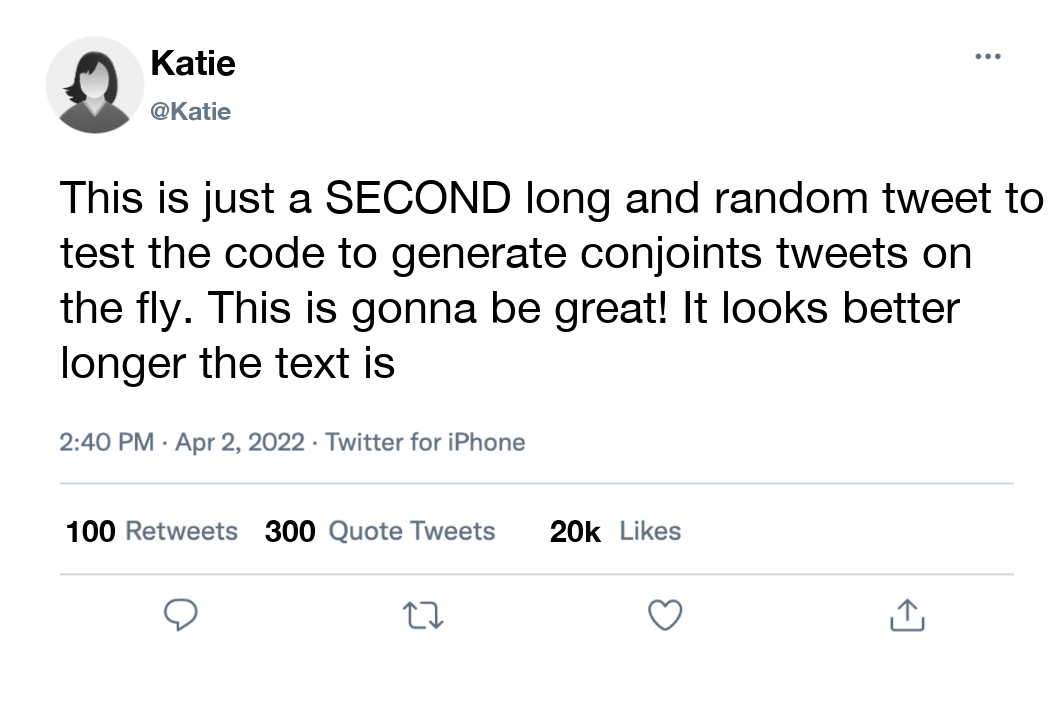 Katie
@Katie
This is just a SECOND long and random tweet to
test the code to generate conjoints tweets on
the fly. This is gonna be great! It looks better
longer the text is
2:40 PM · Apr 2, 2022 · Twitter for iPhone
100 Retweets 300 Quote Tweets 20k Likes